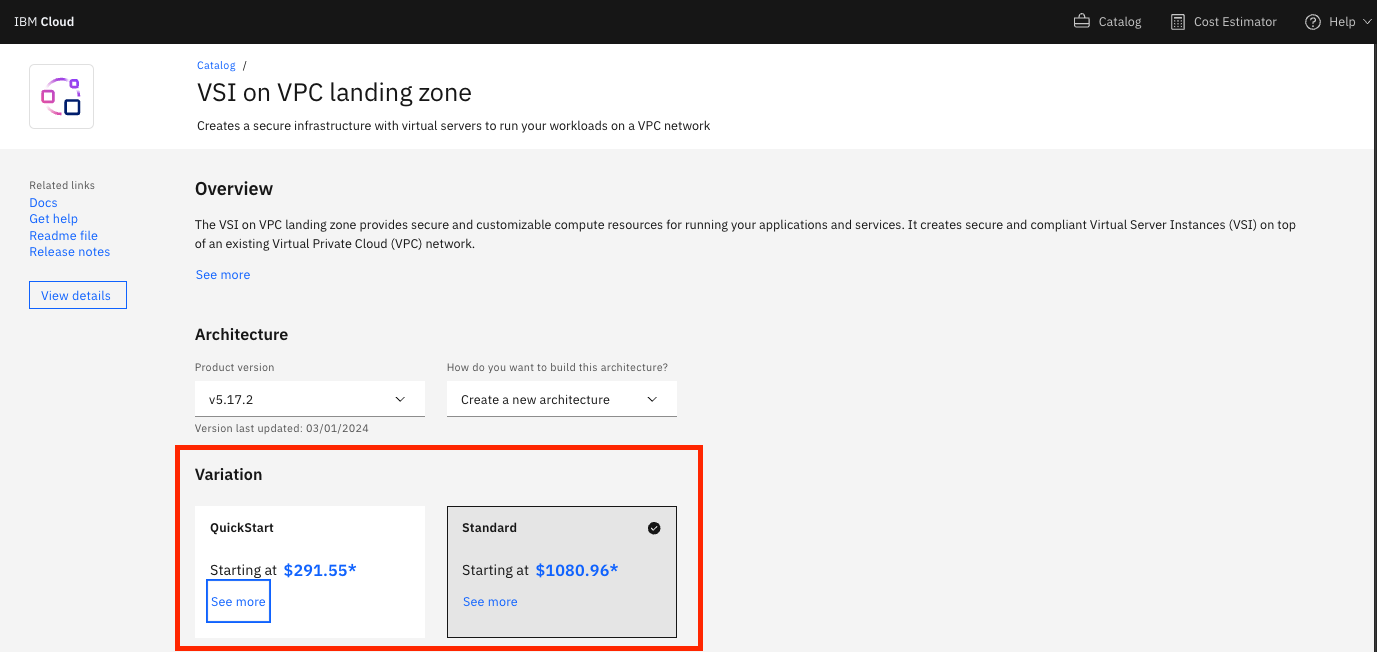 IBM Cloud
Catalog
Cost Estimator
Help
Catalog /
VSI on VPC landing zone
Creates a secure infrastructure with virtual servers to run your workloads on a VPC network
Related links
Docs
Get help
Readme file
Release notes
View details
Overview
The VSI on VPC landing zone provides secure and customizable compute resources for running your applications and services. It creates secure and compliant Virtual Server Instances (VSI) on top
of an existing Virtual Private Cloud (VPC) network.
See more
Architecture
Product version
v5.17.2
Version last updated: 03/01/2024
How do you want to build this architecture?
Create a new architecture
Variation
QuickStart
Starting at $291.55*
See more
Standard
Starting at $1080.96*
See more